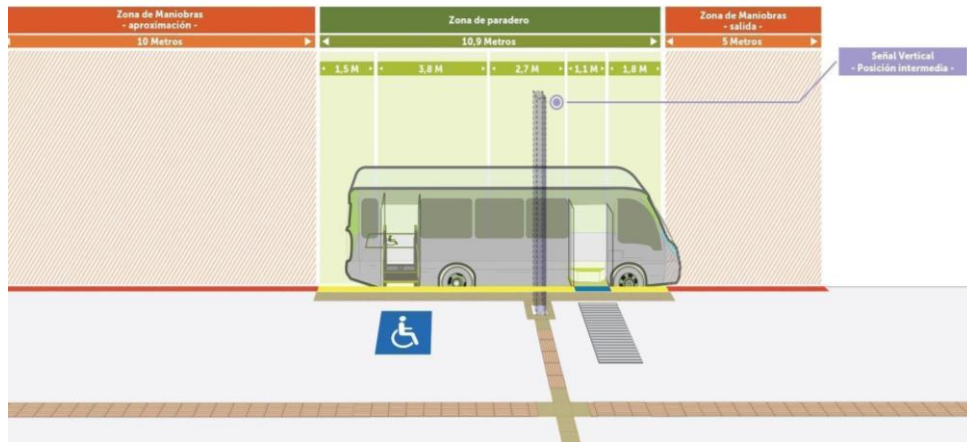 Zona de Maniobras
- aproximación -
10 Metros
Zona de paradero
10,9 Metros
Zona de Maniobras
- salida -
5 Metros
1,5 M
3,8 M
2,7 M
1,1 M
1,8 M
Señal Vertical
- Posición intermedia -